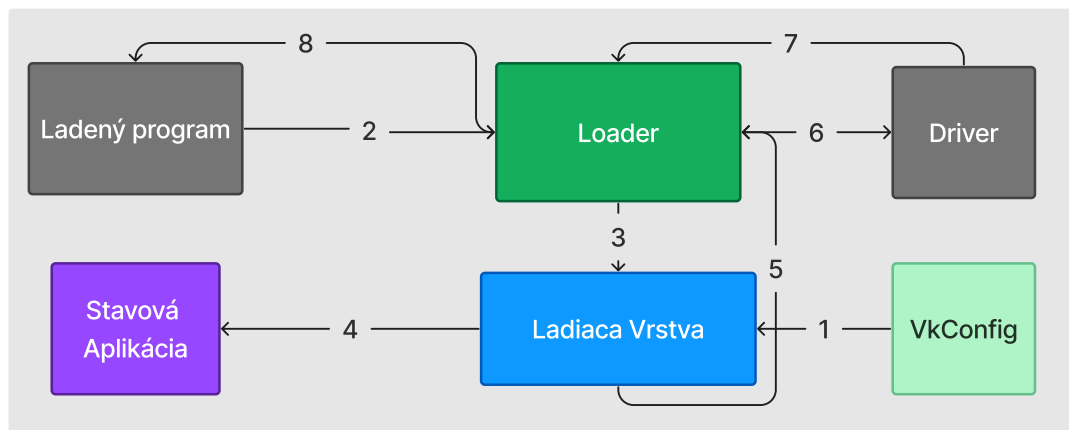 8
7
Ladený program
2
Loader
6
Driver
3
5
Stavová
Aplikácia
4
Ladiaca Vrstva
1
VkConfig